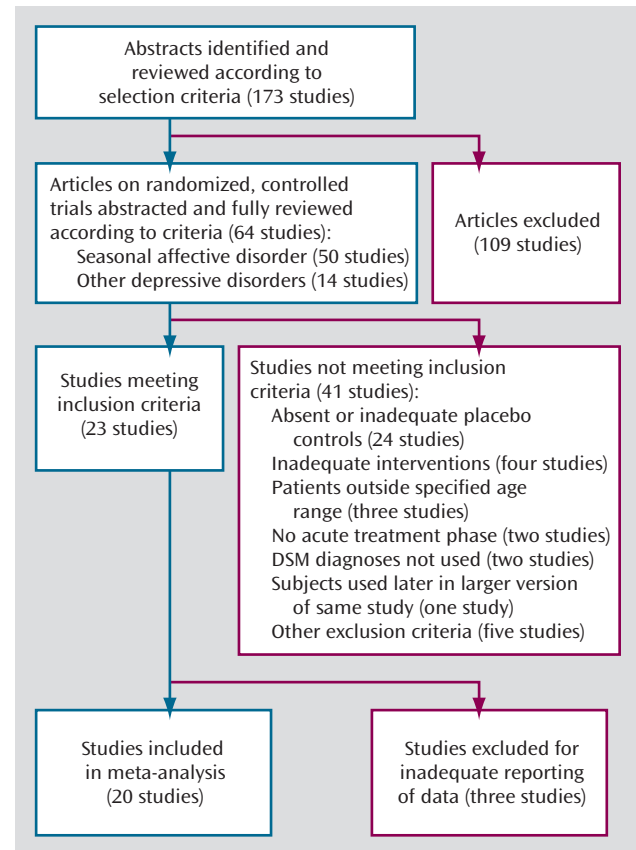 Abstracts identified and
reviewed according to
selection criteria (173 studies)
Articles on randomized, controlled
trials abstracted and fully reviewed
according to criteria (64 studies):
Seasonal affective disorder (50 studies)
Other depressive disorders (14 studies)
Articles excluded
(109 studies)
Studies meeting
inclusion criteria
(23 studies)
Studies not meeting inclusion
criteria (41 studies):
Absent or inadequate placebo
controls (24 studies)
Inadequate interventions (four studies)
Patients outside specified age
range (three studies)
No acute treatment phase (two studies)
DSM diagnoses not used (two studies)
Subjects used later in larger version
of same study (one study)
Other exclusion criteria (five studies)
Studies included
in meta-analysis
(20 studies)
Studies excluded for
inadequate reporting
of data (three studies)